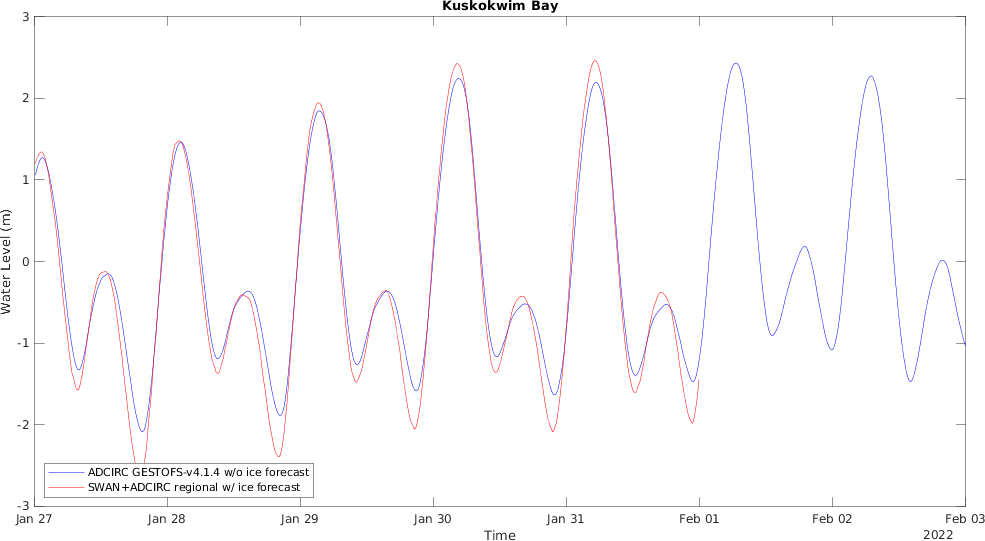 Kuskokwim Bay
3
2
1
0
-1
-2
-3
Water Level (m)
ADCIRC GESTOFS-v4.1.4 w/o ice forecast
SWAN+ADCIRC regional w/ ice forecast
Jan 27 Jan 28 Jan 29 Jan 30 Jan 31 Feb 01 Feb 02 Feb 03
Time
2022